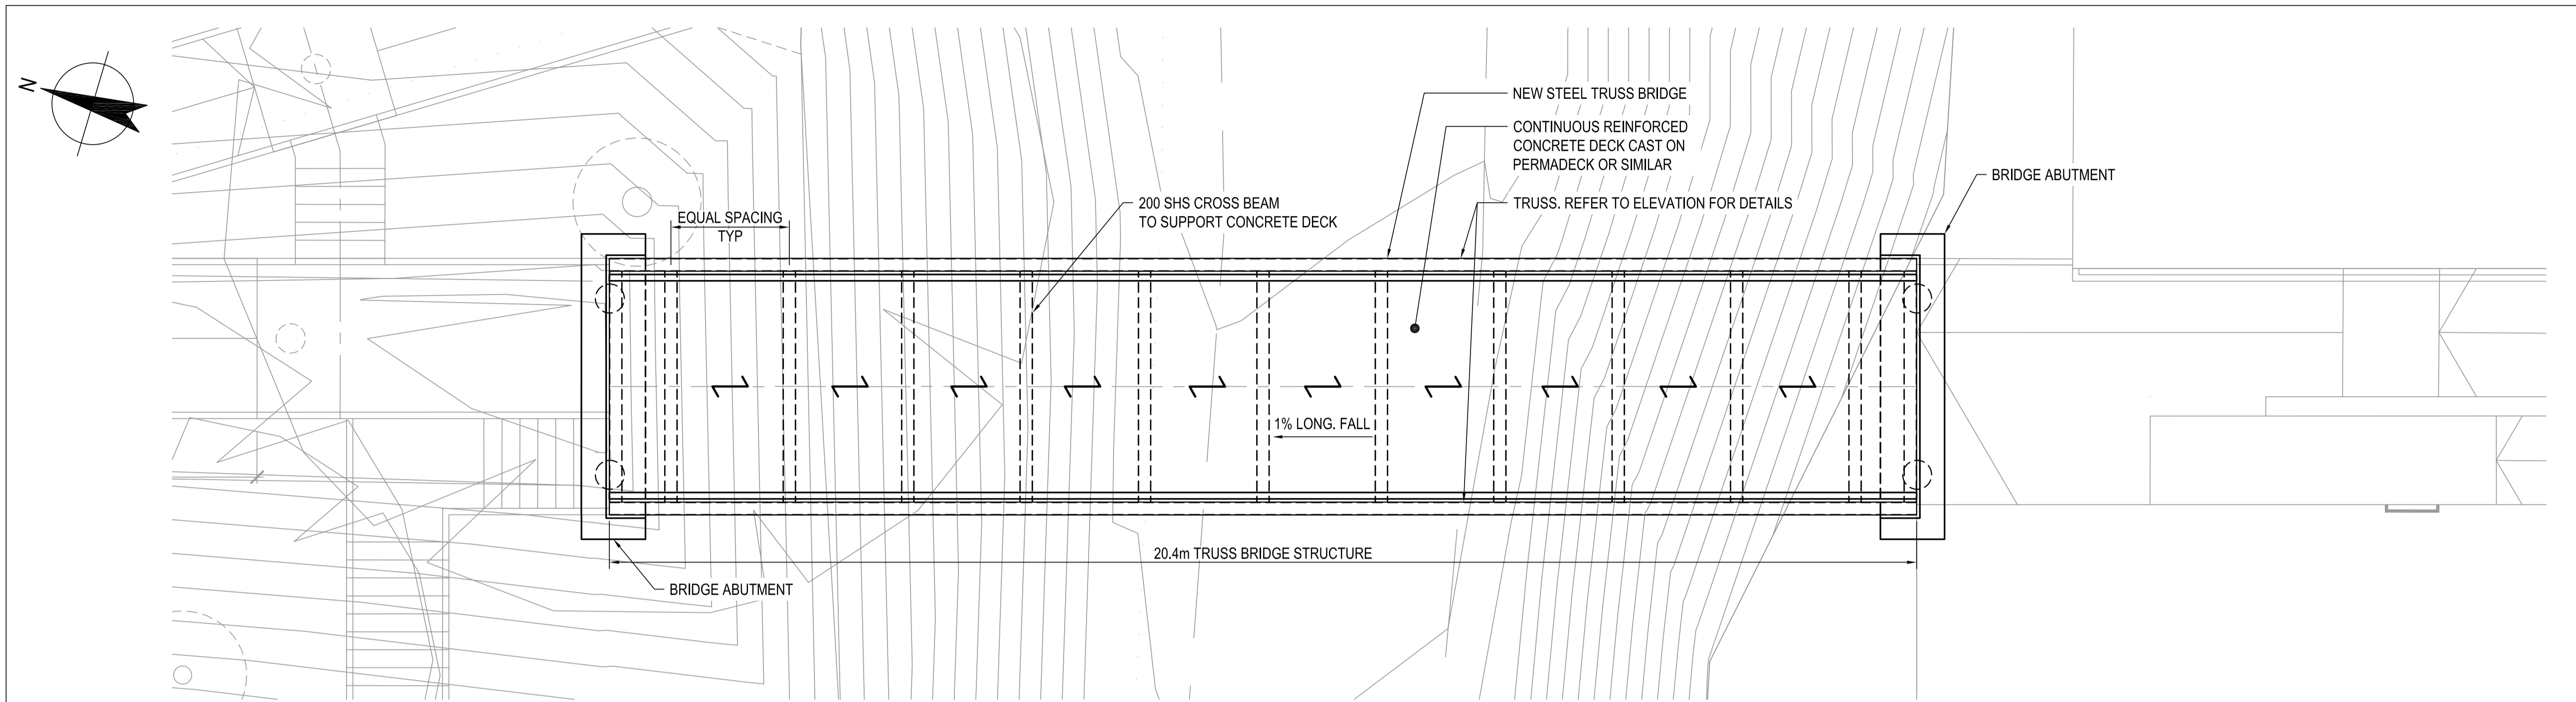 N
NEW STEEL TRUSS BRIDGE
CONTINUOUS REINFORCED
CONCRETE DECK CAST ON
PERMADECK OR SIMILAR
BRIDGE ABUTMENT
200 SHS CROSS BEAM
TO SUPPORT CONCRETE DECK
TRUSS. REFER TO ELEVATION FOR DETAILS
EQUAL SPACING
TYP
1% LONG. FALL
20.4m TRUSS BRIDGE STRUCTURE
BRIDGE ABUTMENT